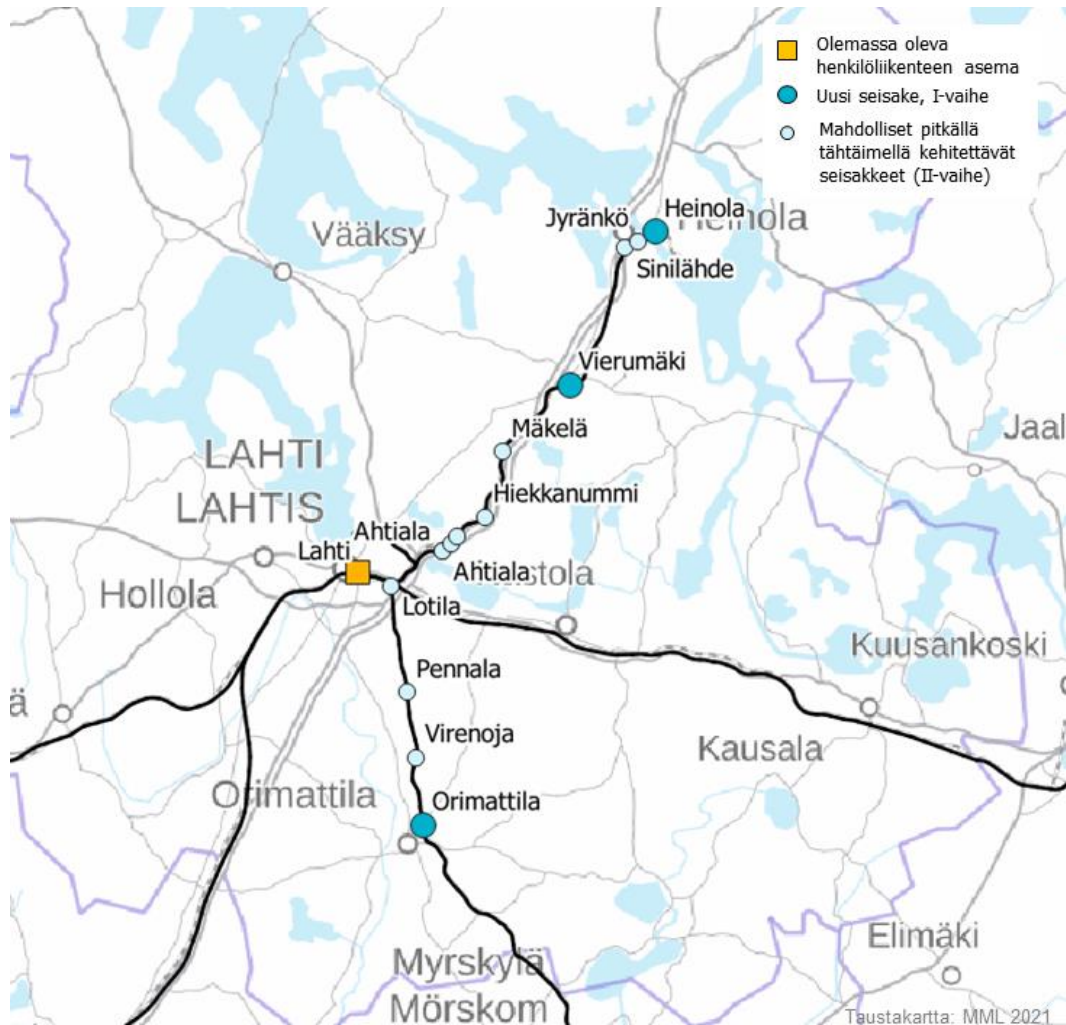 Olemassa oleva
henkilöliikenteen asema
Uusi seisake, I-vaihe
Mahdolliset pitkällä
tähtäimellä kehitettävät
seisakkeet (II-vaihe)
Jyränkö
Heinola
Heinola
Vääksy
Sinilähde
Vierumäki
Mäkelä
Jaal
LAHTI
LAHTIS
Hiekkanummi
Ahtiala
Lahti
Ahtiala
Hollola
Lotila
Kuusankoski
Pennala
ä
Virenoja
Kausala
Orimattila
Orimattila
Elimäki
Myrskylä
Mörskom
Taustakartta: MML 2021